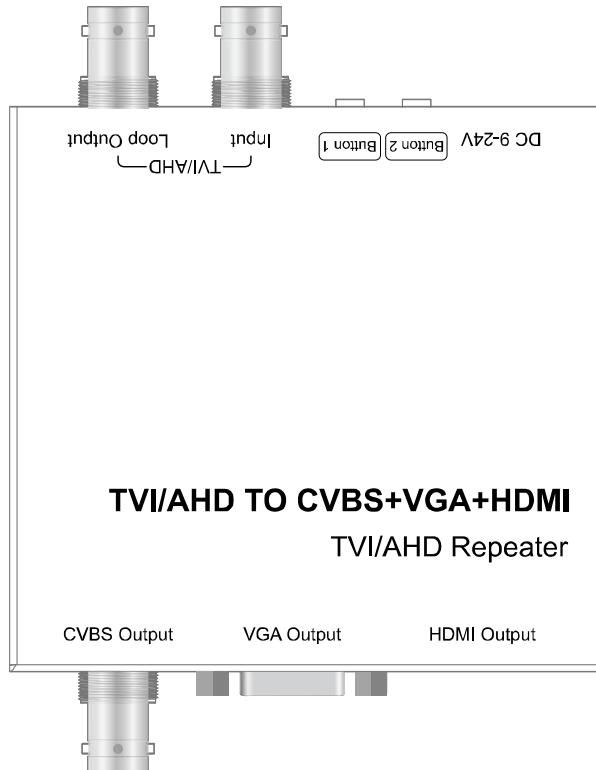 Loop Output
Input
TVI/AHD
Button 1
Button 2
DC 9-24V
TVI/AHD TO CVBS+VGA+HDMI
TVI/AHD Repeater
CVBS Output
VGA Output
HDMI Output